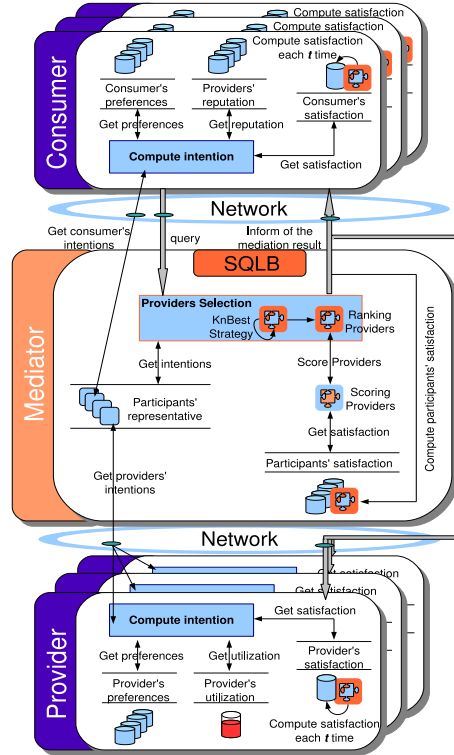 Compute satisfaction
Compute satisfaction
Compute satisfaction
each t time
Consumer
Consumer's
preferences
Providers'
reputation
Consumer's
satisfaction
Get preferences
Get reputation
Compute intention
Get satisfaction
Network
Get consumer's
intentions
query
Inform of the
mediation result
SQLB
Mediator
Providers Selection
KnBest
Strategy
Ranking
Providers
Get intentions
Score Providers
Participants'
representative
Scoring
Providers
Get satisfaction
Compute participants' satisfaction
Get providers'
intentions
Participants' satisfaction
Network
Get satisfaction
Get satisfaction
Get satisfaction
Provider
Compute intention
Get preferences
Get utilization
Provider's
satisfaction
Provider's
preferences
Provider's
utilization
Compute satisfaction
each t time